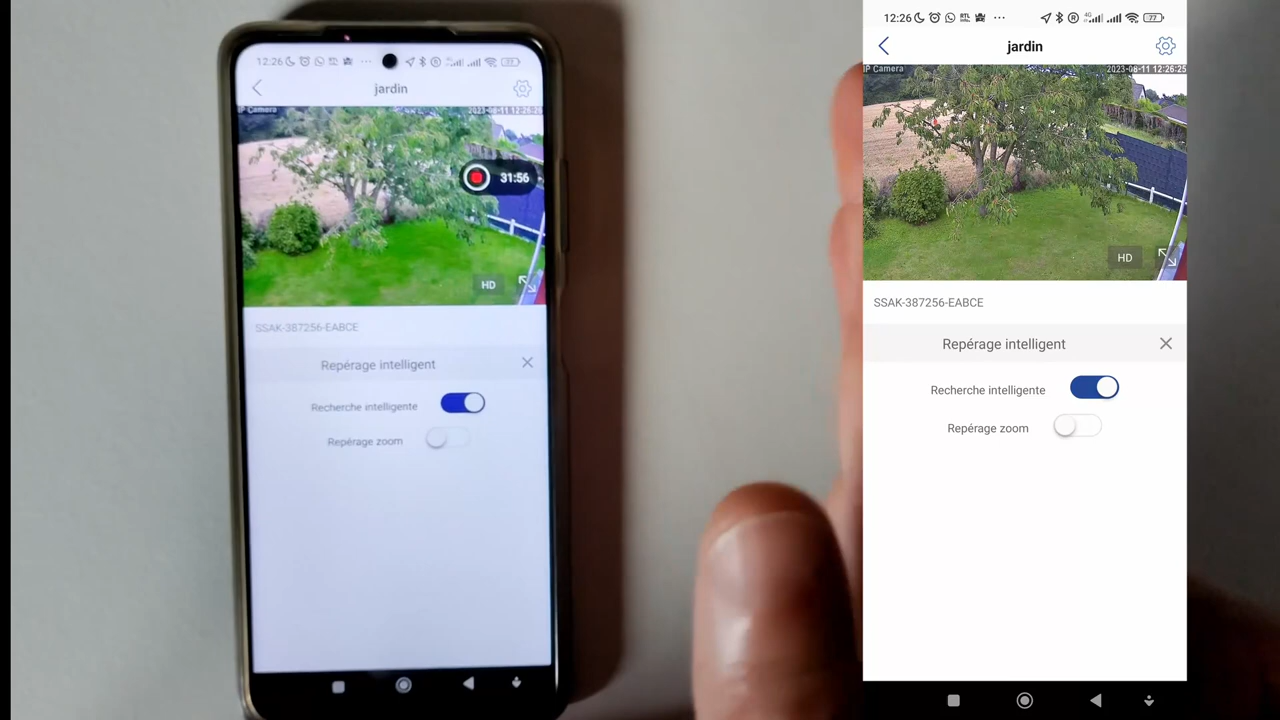 12:26
jardin
IP Camera
31:56
HD
SSAK-387256-EABCE
Repérage intelligent
Recherche intelligente
Repérage zoom
12:26
4G
77
jardin
IP Camera
2023-08-11 12:26:25
HD
SSAK-387256-EABCE
Repérage intelligent
Recherche intelligente
Repérage zoom